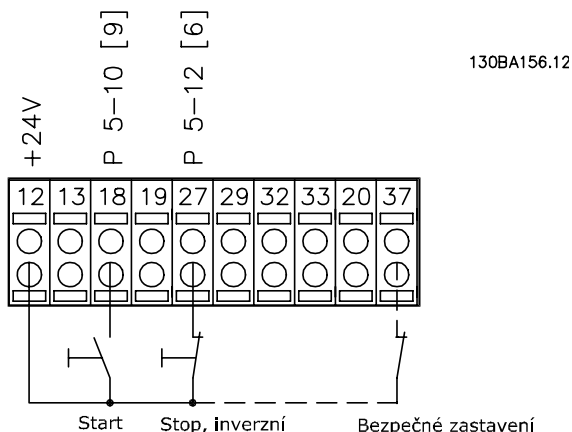 130BA156.12
+24V
P 5-10 [9]
P 5-12 [6]
12 13 18 19 27 29 32 33 20 37
Start
Stop, inverzní
Bezpečné zastavení